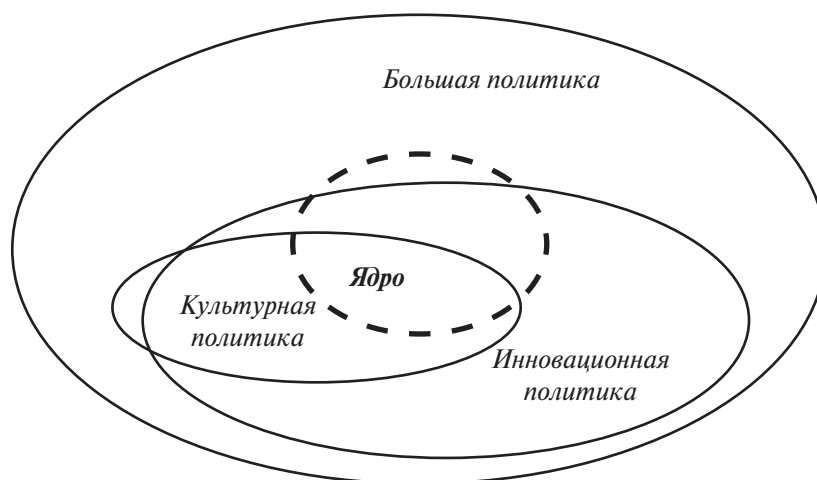 Большая политика
Ядро
Культурная
политика
Инновационная
политика